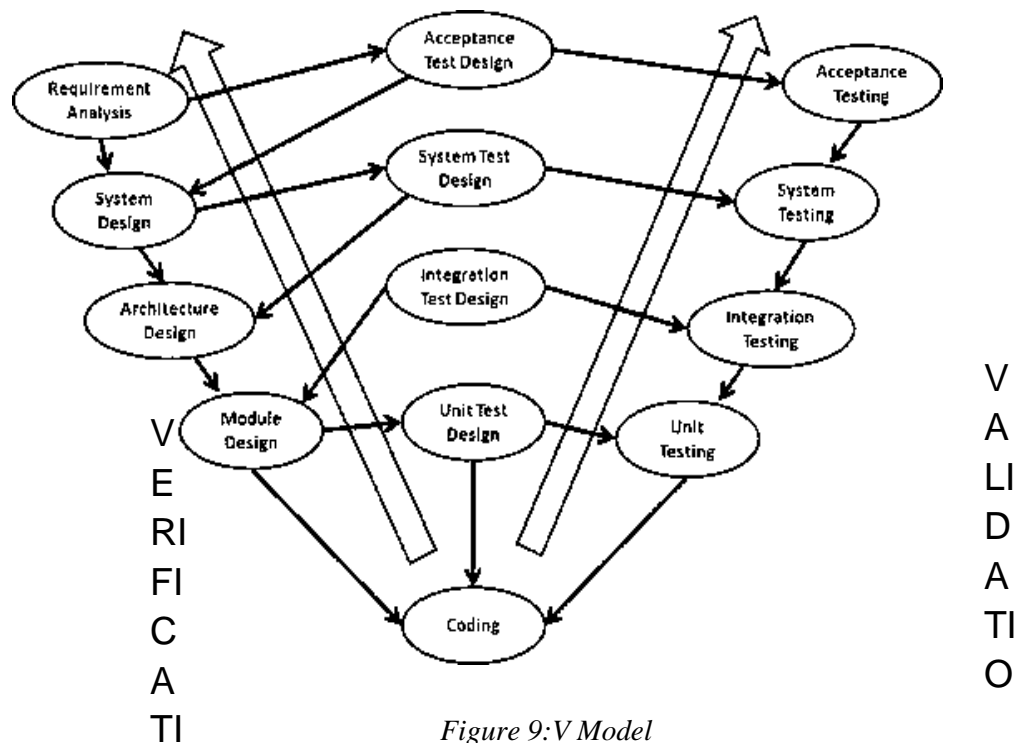 Acceptance
Test Design
Requirement
Analysis
Acceptance
Testing
System Test
Design
System
Design
System
Testing
Integration
Test Design
Architecture
Design
Integration
Testing
Module
Design
Unit Test
Design
Unit
Testing
Coding
V
E
RI
FI
C
A
TI
V
A
LI
D
A
TI
O
Figure 9:V Model